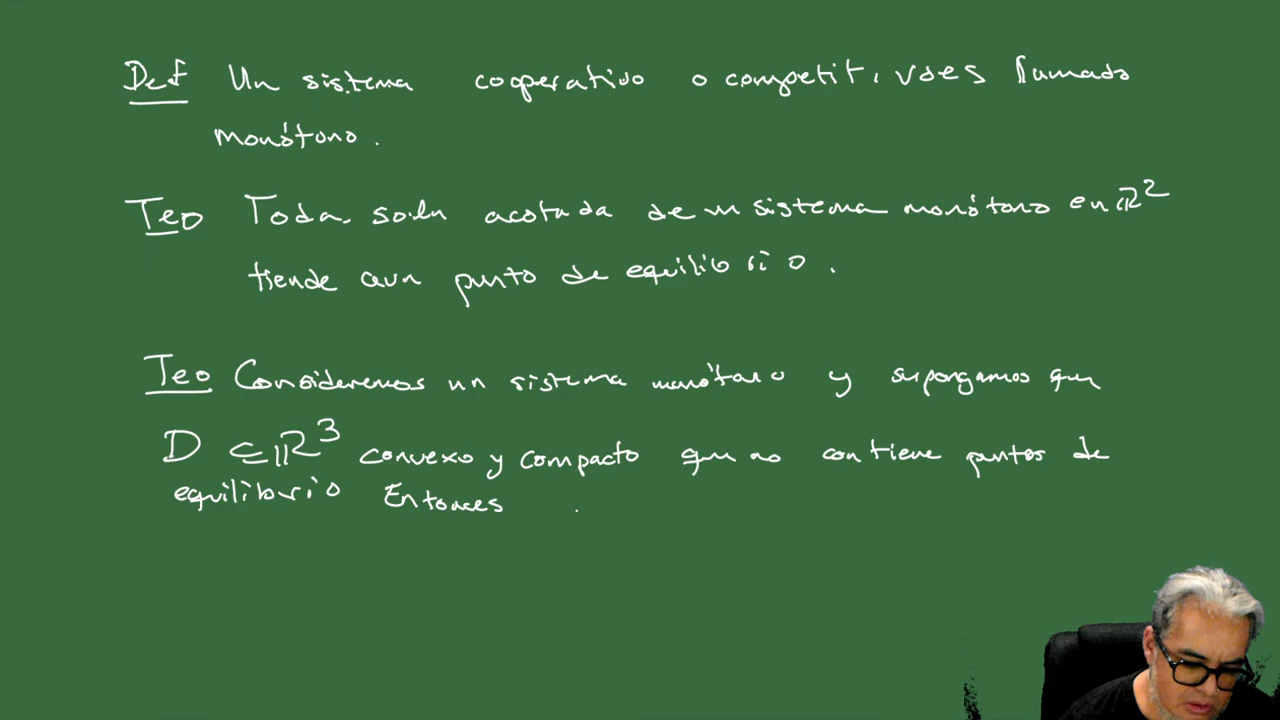 Def Un sistema cooperativo o competitivo es llamado
monótono.
Teo Toda soln acotada de un sistema monótono en ℝ²
tiende a un punto de equilibrio.
Teo Consideremos un sistema monótono y supongamos que
D ⊆ ℝ³ convexo y compacto que no contiene puntos de
equilibrio Entonces